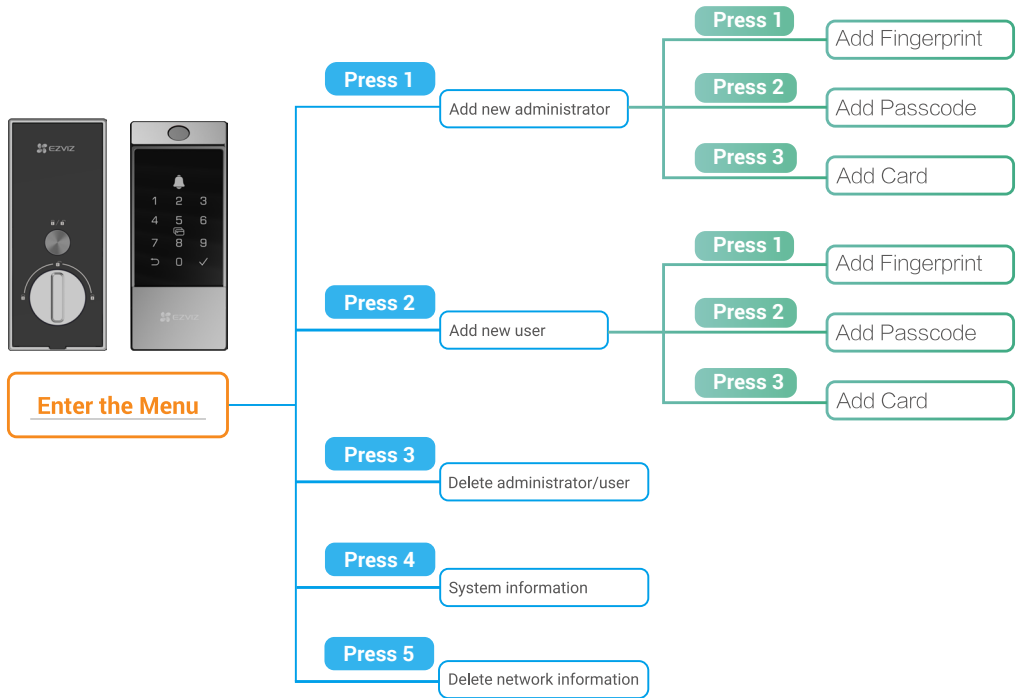 EZVIZ
1 2 3
4 5 6
7 8 9
0
EZVIZ
Enter the Menu
Press 1
Add new administrator
Press 1
Add Fingerprint
Press 2
Add Passcode
Press 3
Add Card
Press 2
Add new user
Press 1
Add Fingerprint
Press 2
Add Passcode
Press 3
Add Card
Press 3
Delete administrator/user
Press 4
System information
Press 5
Delete network information